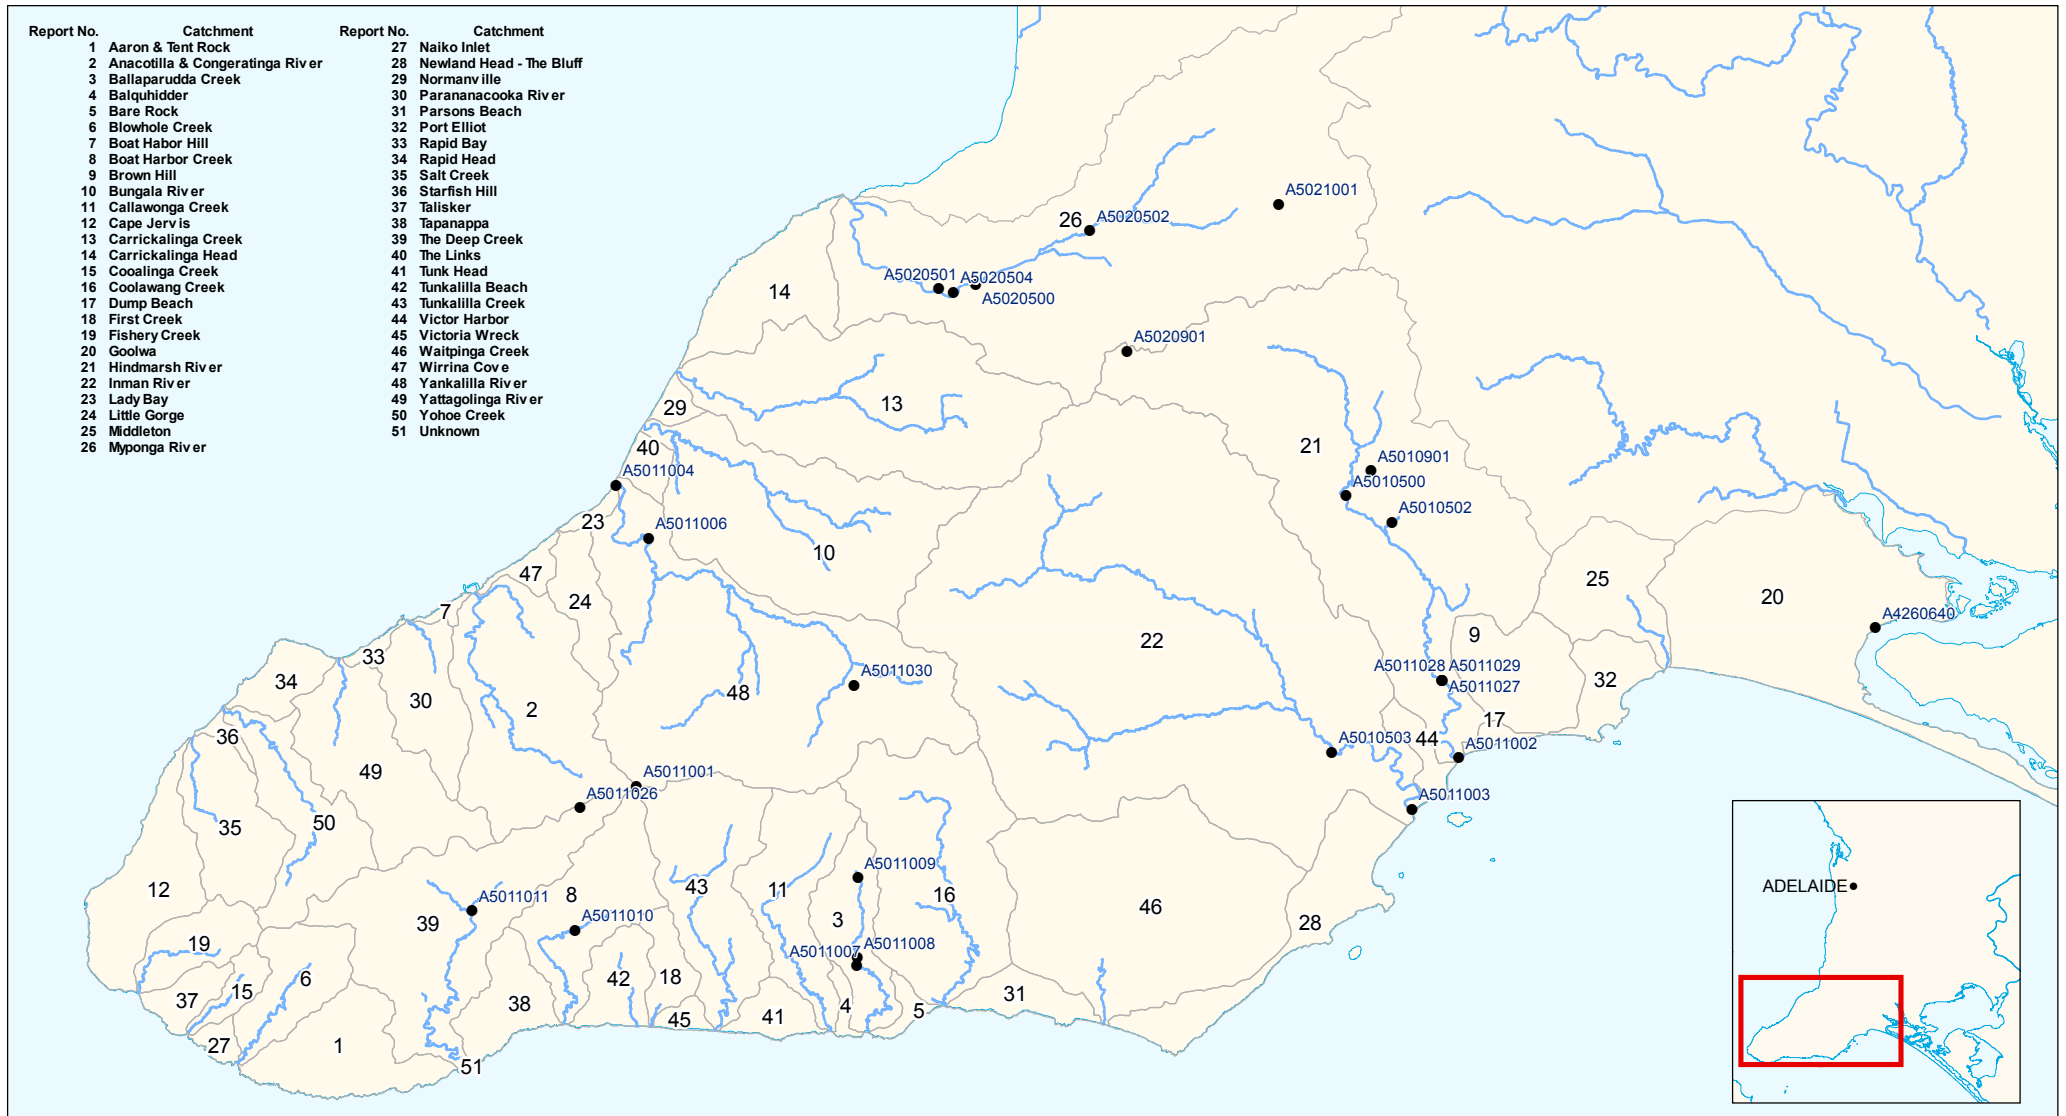 Report No. Catchment
1 Aaron & Tent Rock
2 Anacotilla & Congeratinga River
3 Ballaparudda Creek
4 Balquhidder
5 Bare Rock
6 Blowhole Creek
7 Boat Habor Hill
8 Boat Harbor Creek
9 Brown Hill
10 Bungala River
11 Callawonga Creek
12 Cape Jervis
13 Carrickalinga Creek
14 Carrickalinga Head
15 Cooalinga Creek
16 Coolawang Creek
17 Dump Beach
18 First Creek
19 Fishery Creek
20 Goolwa
21 Hindmarsh River
22 Inman River
23 Lady Bay
24 Little Gorge
25 Middleton
26 Myponga River
Report No. Catchment
27 Naiko Inlet
28 Newland Head - The Bluff
29 Normanville
30 Parananacooka River
31 Parsons Beach
32 Port Elliot
33 Rapid Bay
34 Rapid Head
35 Salt Creek
36 Starfish Hill
37 Talisker
38 Tapanappa
39 The Deep Creek
40 The Links
41 Tunk Head
42 Tunkalilla Beach
43 Tunkalilla Creek
44 Victor Harbor
45 Victoria Wreck
46 Waitpinga Creek
47 Wirrina Cove
48 Yankalilla River
49 Yattagolinga River
50 Yohoe Creek
51 Unknown
A5021001
26
A5020502
A5020501
A5020504
A5020500
14
A5020901
13
29
21
40
A5011004
A5010901
A5010500
A5010502
23
A5011006
10
47
24
25
20
7
A4260640
22
9
33
A5011028
A5011029
A5011027
34
A5011030
32
30
2
48
17
36
44
A5010503
A5011002
49
A5011001
A5011026
A5011003
50
35
A5011009
ADELAIDE
12
8
43
11
16
46
A5011011
A5011010
39
3
28
19
A5011008
A5011007
6
42
18
15
31
37
38
4
5
45
41
27
1
51